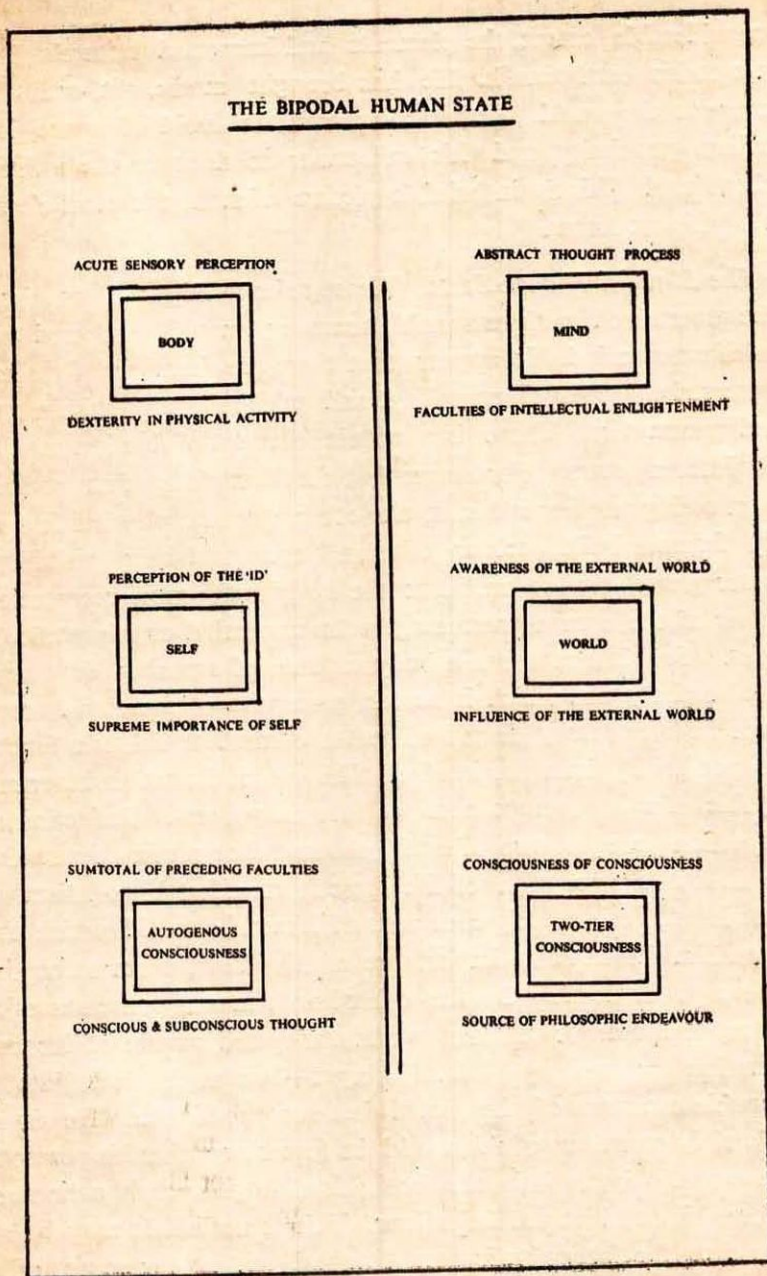 THE BIPODAL HUMAN STATE
ACUTE SENSORY PERCEPTION
BODY
DEXTERITY IN PHYSICAL ACTIVITY
ABSTRACT THOUGHT PROCESS
MIND
FACULTIES OF INTELLECTUAL ENLIGHTENMENT
PERCEPTION OF THE 'ID'
SELF
SUPREME IMPORTANCE OF SELF
AWARENESS OF THE EXTERNAL WORLD
WORLD
INFLUENCE OF THE EXTERNAL WORLD
SUMTOTAL OF PRECEDING FACULTIES
AUTOGENOUS
CONSCIOUSNESS
CONSCIOUS & SUBCONSCIOUS THOUGHT
CONSCIOUSNESS OF CONSCIOUSNESS
TWO-TIER
CONSCIOUSNESS
SOURCE OF PHILOSOPHIC ENDEAVOUR